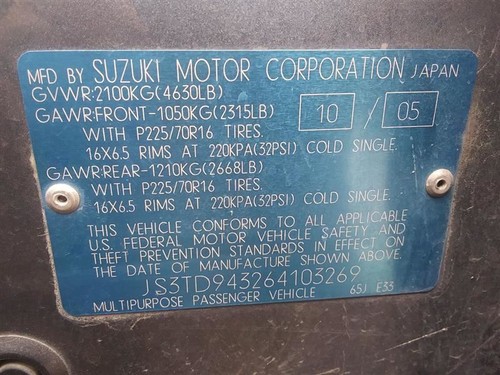 MFD BY SUZUKI MOTOR CORPORATION JAPAN
GVWR:2100KG(4630LB)
GAWR:FRONT-1050KG(2315LB) 10 / 05
WITH P225/70R16 TIRES.
16X6.5 RIMS AT 220KPA(32PSI) COLD SINGLE.
GAWR:REAR-1210KG(2668LB)
WITH P225/70R16 TIRES.
16X6.5 RIMS AT 220KPA(32PSI) COLD SINGLE.
THIS VEHICLE CONFORMS TO ALL APPLICABLE
U.S. FEDERAL MOTOR VEHICLE SAFETY AND
THEFT PREVENTION STANDARDS IN EFFECT ON
THE DATE OF MANUFACTURE SHOWN ABOVE.
JS3TD943264103269
MULTIPURPOSE PASSENGER VEHICLE 65J E33